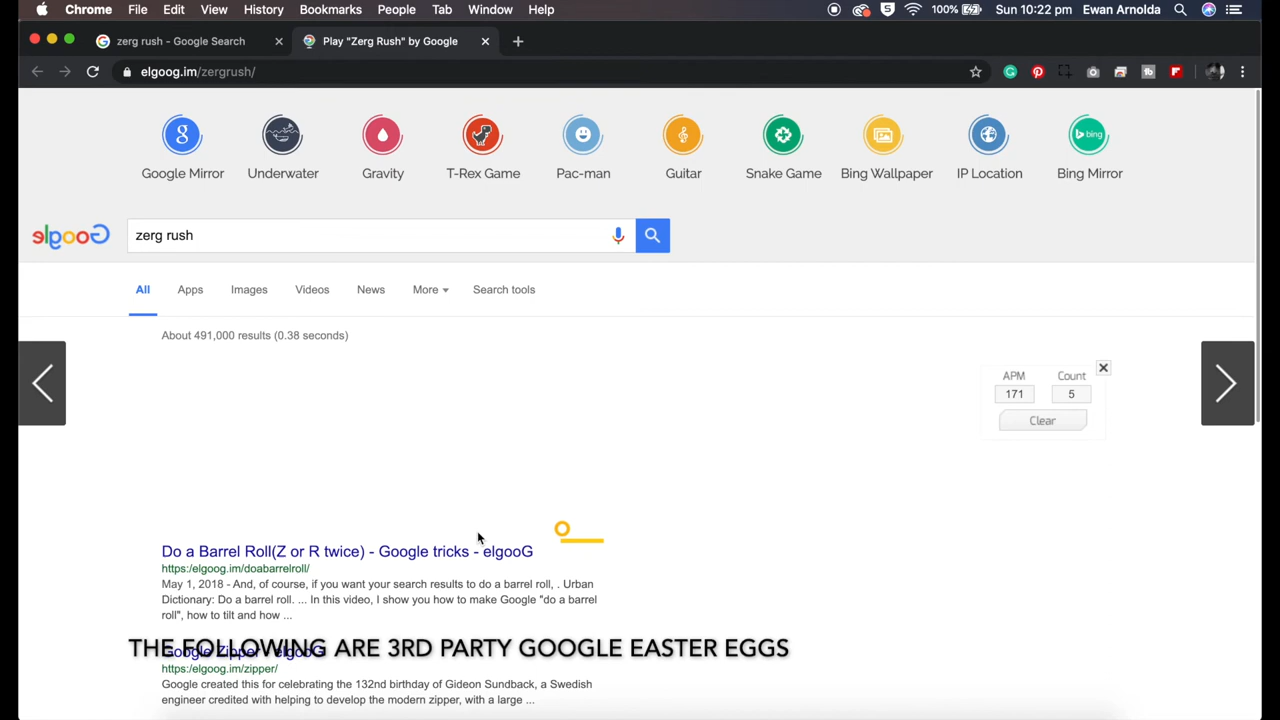 Chrome File Edit View History Bookmarks People Tab Window Help 100% Sun 10:22 pm Ewan Arnolda
zerg rush - Google Search Play "Zerg Rush" by Google
elgoog.im/zergrush/
Google Mirror Underwater Gravity T-Rex Game Pac-man Guitar Snake Game Bing Wallpaper IP Location Bing Mirror
Google zerg rush
All Apps Images Videos News More Search tools
About 491,000 results (0.38 seconds)
APM Count
171 5
Clear
Do a Barrel Roll(Z or R twice) - Google tricks - elgooG
https:/elgoog.im/doabarrelroll/
May 1, 2018 - And, of course, if you want your search results to do a barrel roll, . Urban
Dictionary: Do a barrel roll. ... In this video, I show you how to make Google "do a barrel
roll", how to tilt and how ...
THE FOLLOWING ARE 3RD PARTY GOOGLE EASTER EGGS
Google Zipper - elgooG
https:/elgoog.im/zipper/
Google created this for celebrating the 132nd birthday of Gideon Sundback, a Swedish
engineer credited with helping to develop the modern zipper, with a large ...